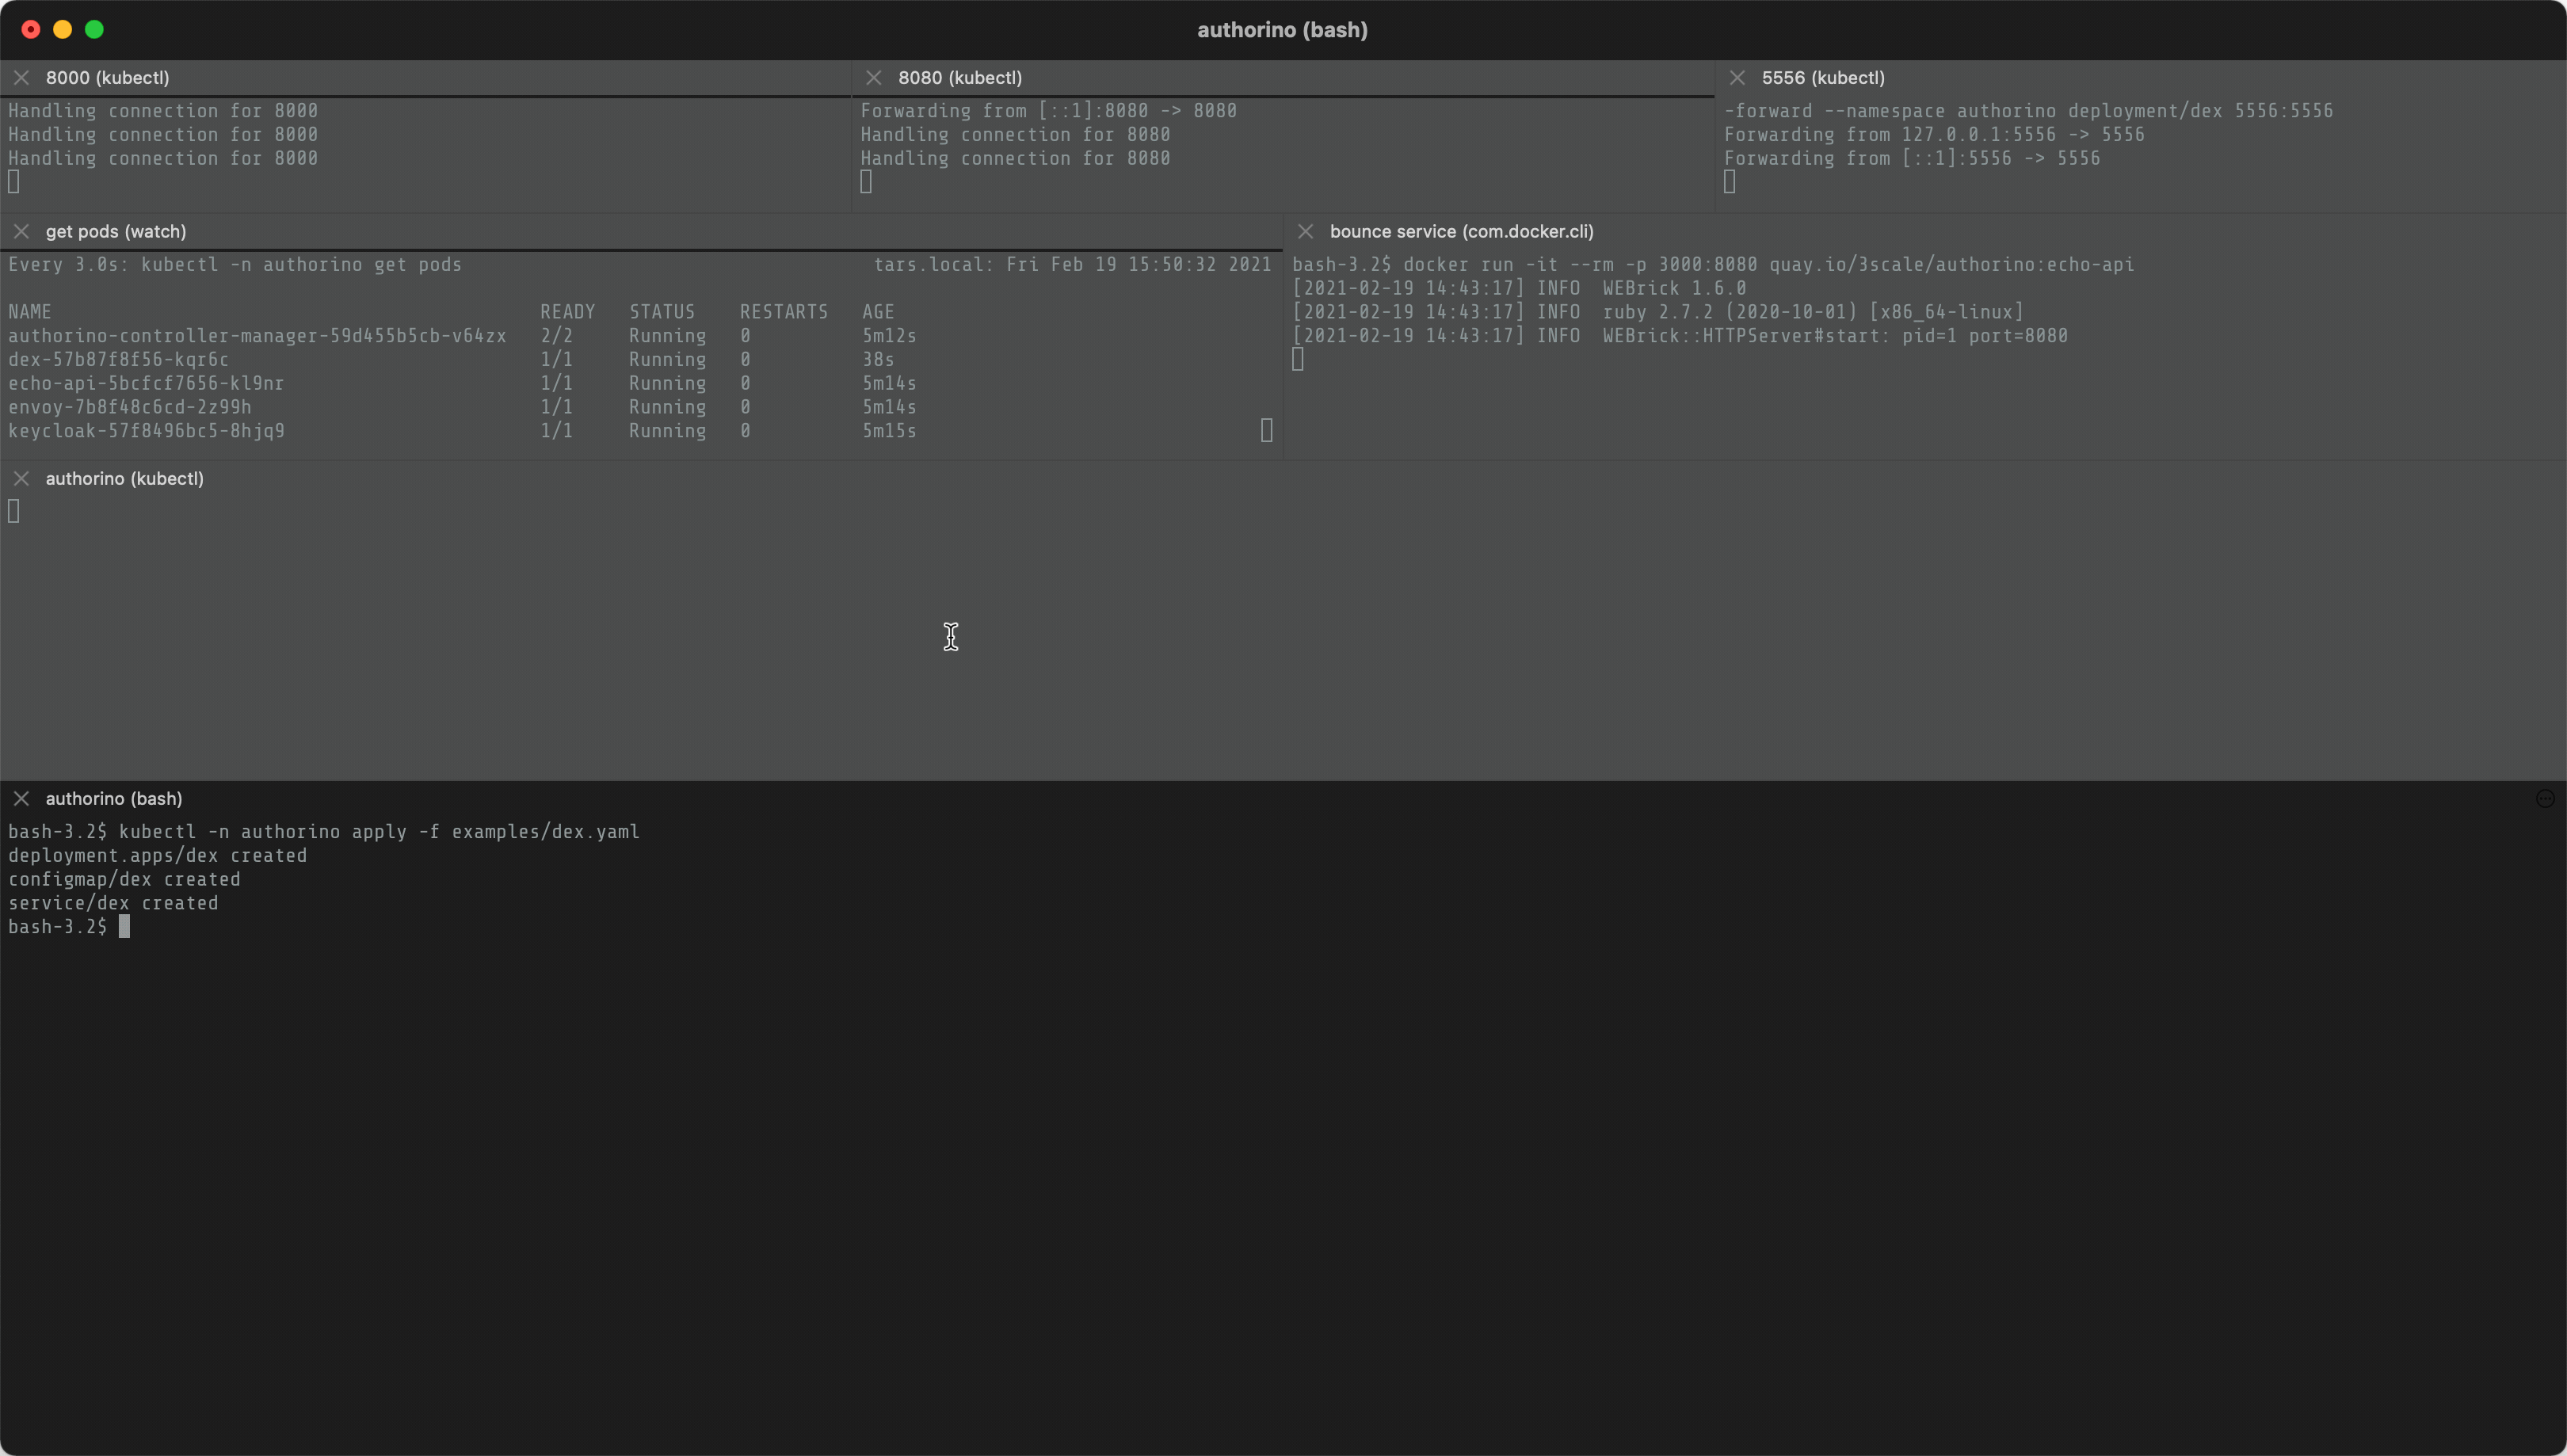 authorino (bash)
8000 (kubectl)
Handling connection for 8000
Handling connection for 8000
Handling connection for 8000
8080 (kubectl)
Forwarding from [::1]:8080 -> 8080
Handling connection for 8080
Handling connection for 8080
5556 (kubectl)
-forward --namespace authorino deployment/dex 5556:5556
Forwarding from 127.0.0.1:5556 -> 5556
Forwarding from [::1]:5556 -> 5556
get pods (watch)
Every 3.0s: kubectl -n authorino get pods tars.local: Fri Feb 19 15:50:32 2021
NAME READY STATUS RESTARTS AGE
authorino-controller-manager-59d455b5cb-v64zx 2/2 Running 0 5m12s
dex-57b87f8f56-kqr6c 1/1 Running 0 38s
echo-api-5bcfcf7656-kl9nr 1/1 Running 0 5m14s
envoy-7b8f48c6cd-2z99h 1/1 Running 0 5m14s
keycloak-57f8496bc5-8hjq9 1/1 Running 0 5m15s
bounce service (com.docker.cli)
bash-3.2$ docker run -it --rm -p 3000:8080 quay.io/3scale/authorino:echo-api
[2021-02-19 14:43:17] INFO  WEBrick 1.6.0
[2021-02-19 14:43:17] INFO  ruby 2.7.2 (2020-10-01) [x86_64-linux]
[2021-02-19 14:43:17] INFO  WEBrick::HTTPServer#start: pid=1 port=8080
authorino (kubectl)
authorino (bash)
bash-3.2$ kubectl -n authorino apply -f examples/dex.yaml
deployment.apps/dex created
configmap/dex created
service/dex created
bash-3.2$